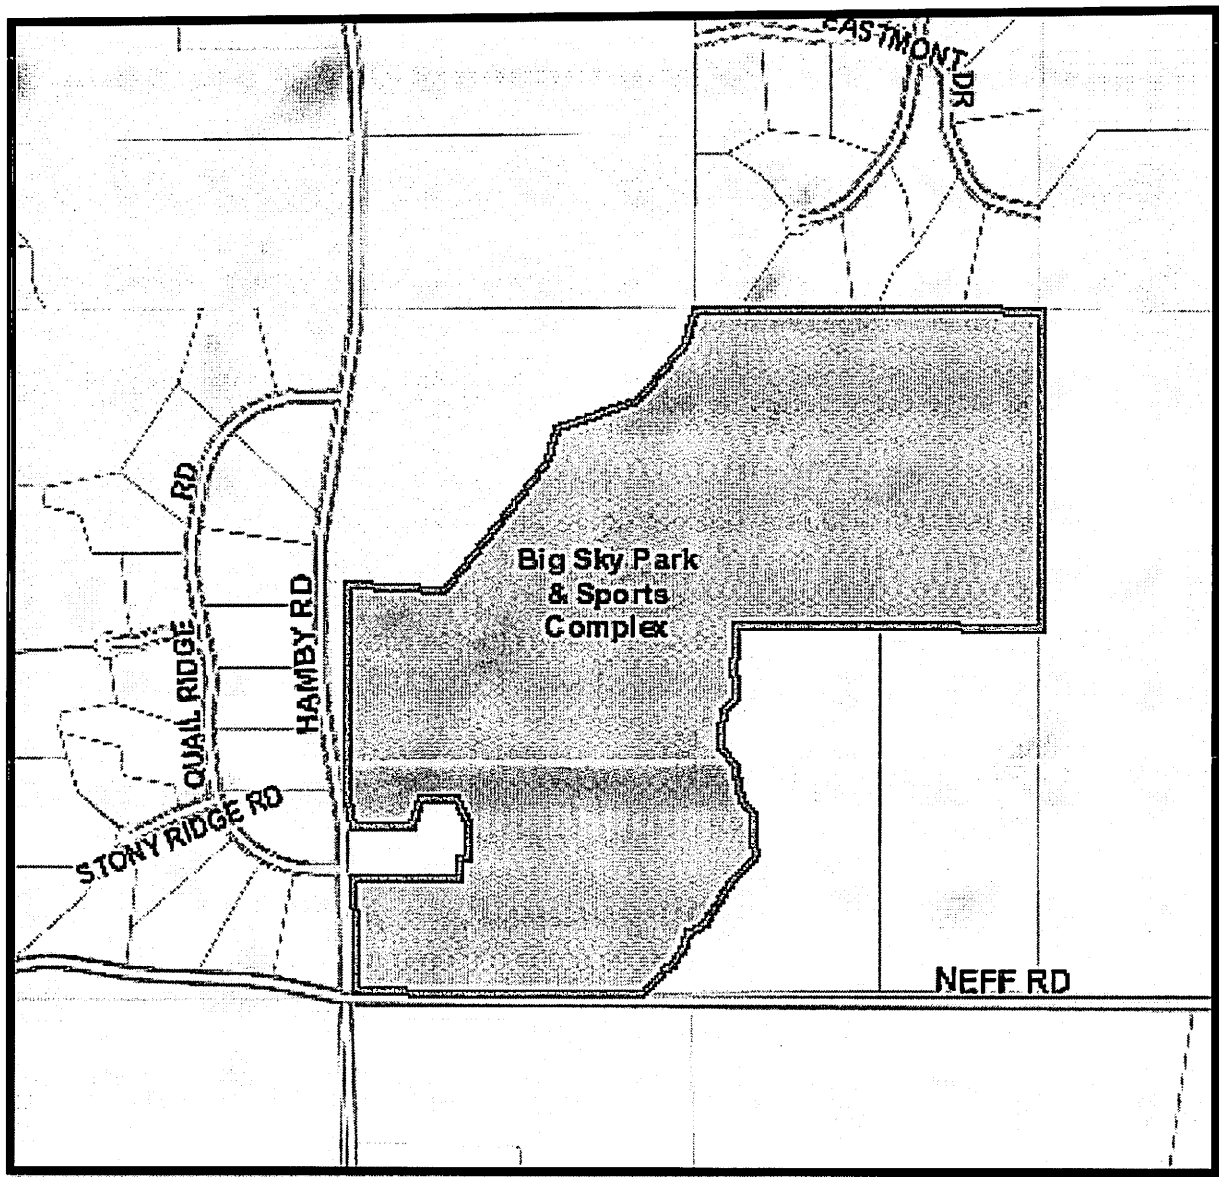 EASTMONT DR
RD
Big Sky Park
& Sports
Complex
HAMBY RD
QUAIL RIDGE
STONY RIDGE RD
NEFF RD